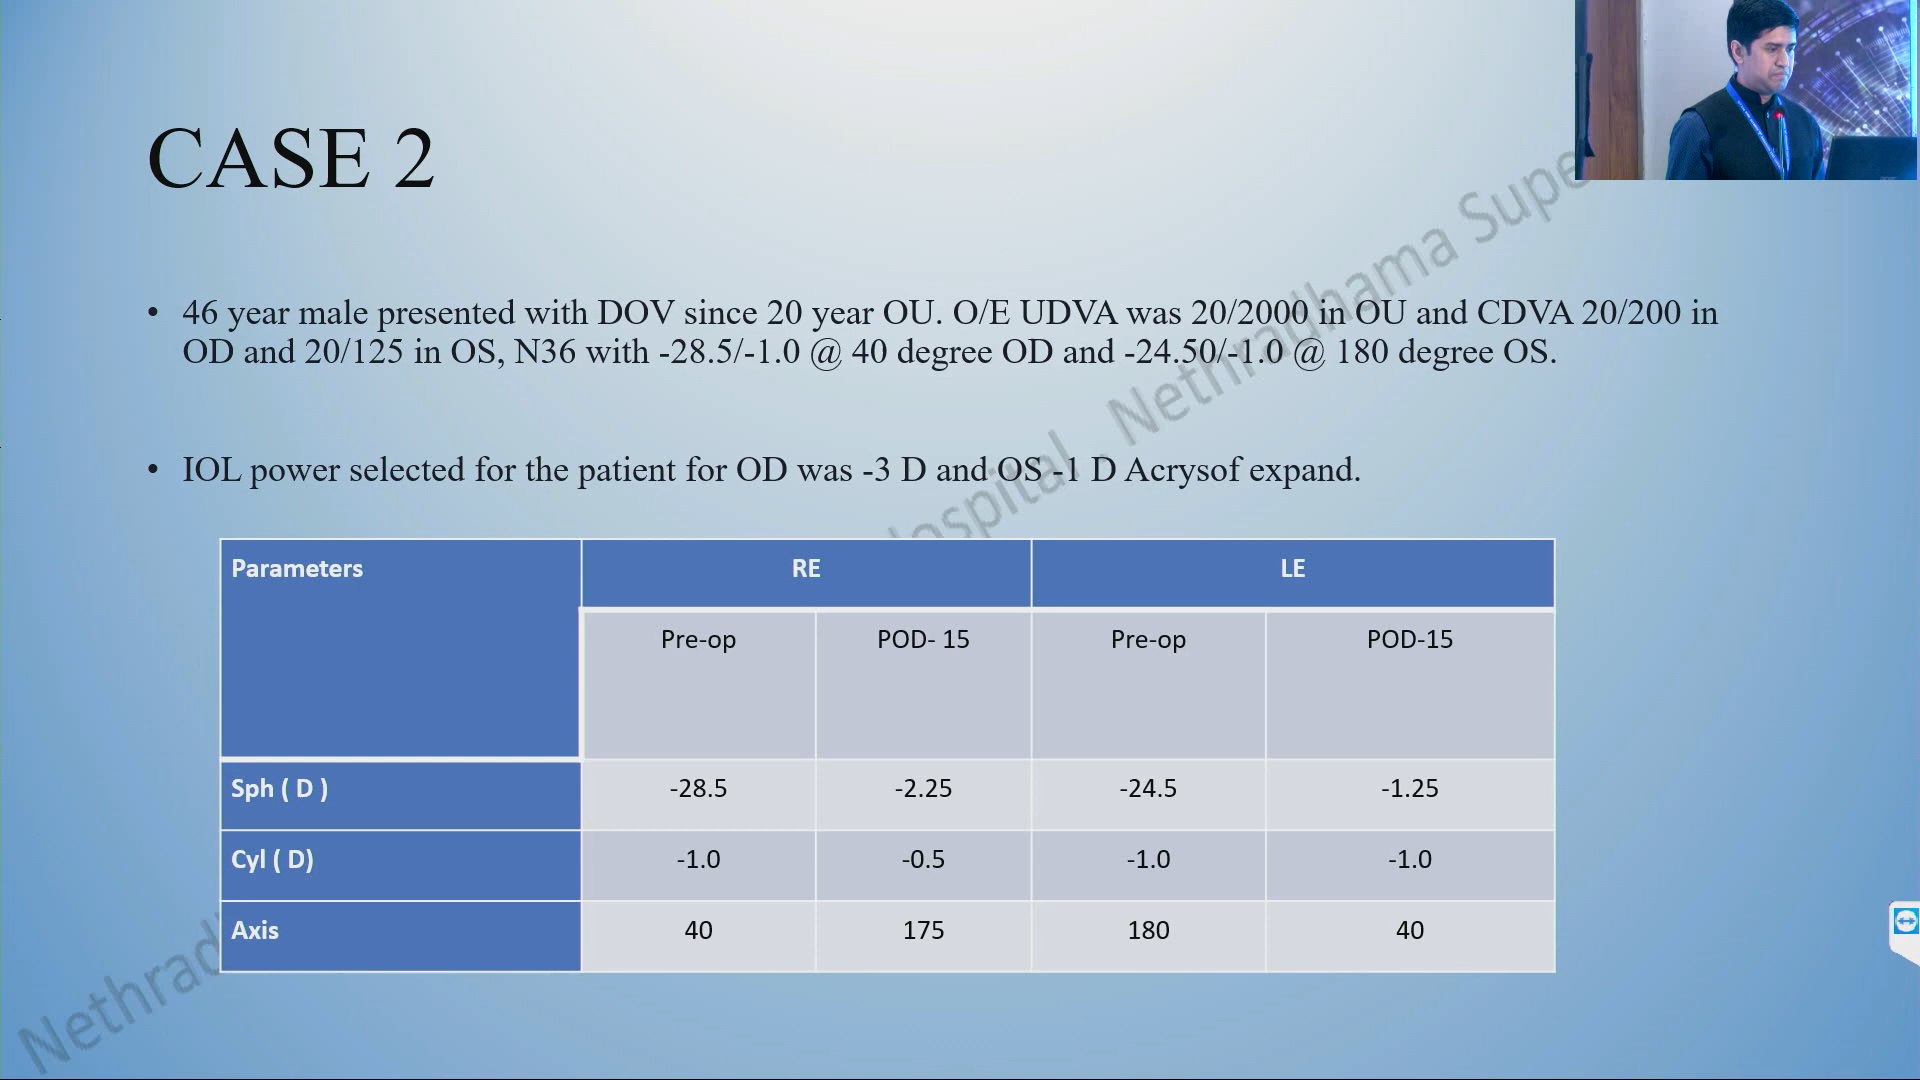 CASE 2
• 46 year male presented with DOV since 20 year OU. O/E UDVA was 20/2000 in OU and CDVA 20/200 in
OD and 20/125 in OS, N36 with -28.5/-1.0 @ 40 degree OD and -24.50/-1.0 @ 180 degree OS.
• IOL power selected for the patient for OD was -3 D and OS -1 D Acrysof expand.
Parameters RE LE
Pre-op POD- 15 Pre-op POD-15
Sph ( D ) -28.5 -2.25 -24.5 -1.25
Cyl ( D) -1.0 -0.5 -1.0 -1.0
Axis 40 175 180 40
Nethradhama